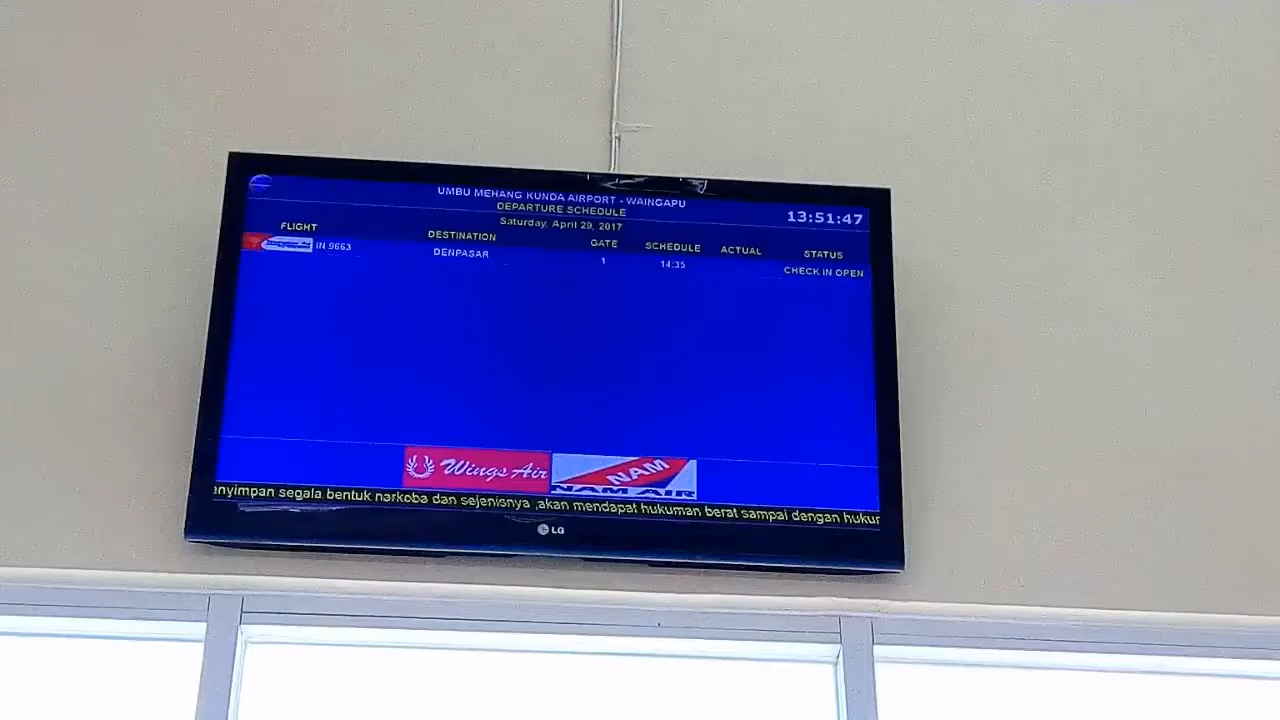 UMBU MEHANG KUNDA AIRPORT - WAINGAPU
DEPARTURE SCHEDULE
Saturday, April 29, 2017
13:51:47
FLIGHT DESTINATION GATE SCHEDULE ACTUAL STATUS
IN 9663 DENPASAR 1 14:35 CHECK IN OPEN
Wings Air
NAM
NAM AIR
anyimpan segala bentuk narkoba dan sejenisnya ,akan mendapat hukuman berat sampai dengan hukur
LG